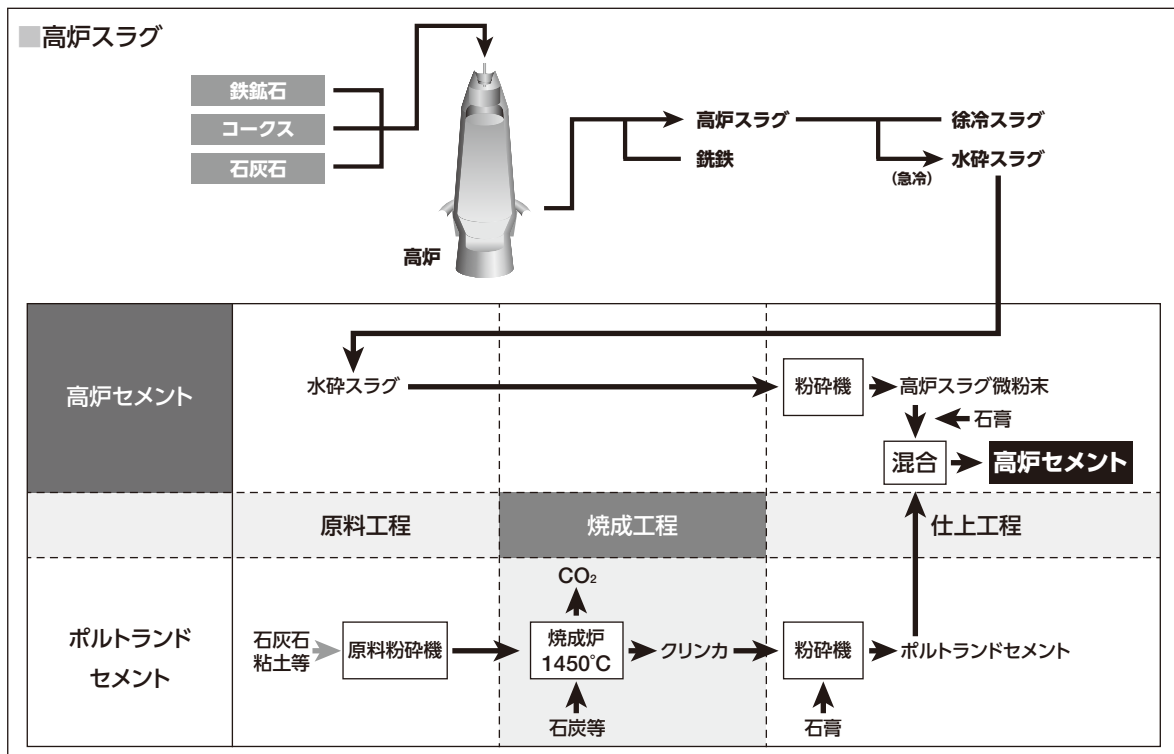 ■高炉スラグ
鉄鉱石
コークス
石灰石
高炉
高炉スラグ
銑鉄
徐冷スラグ
(急冷)
水砕スラグ
高炉セメント
水砕スラグ
粉砕機
高炉スラグ微粉末
石膏
混合
高炉セメント
原料工程
焼成工程
仕上工程
ポルトランド
セメント
石灰石
粘土等
原料粉砕機
CO₂
焼成炉
1450℃
石炭等
クリンカ
粉砕機
石膏
ポルトランドセメント